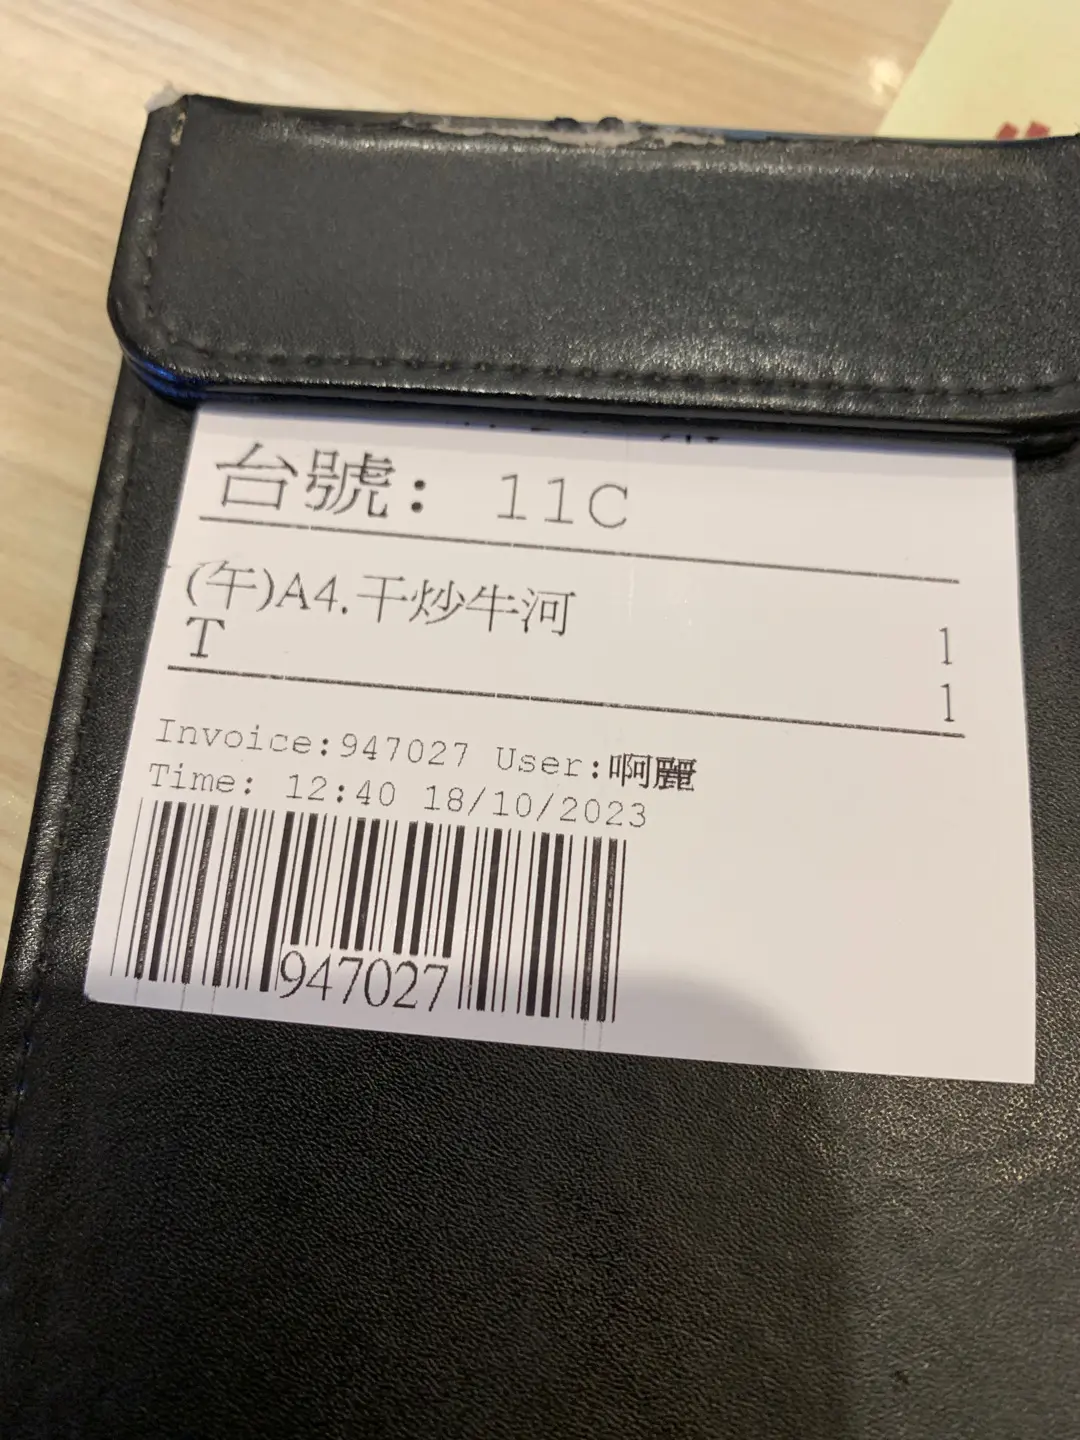 台號: 11C
(午)A4.干炒牛河 1
T 1
Invoice:947027 User:啊麗
Time: 12:40 18/10/2023
947027